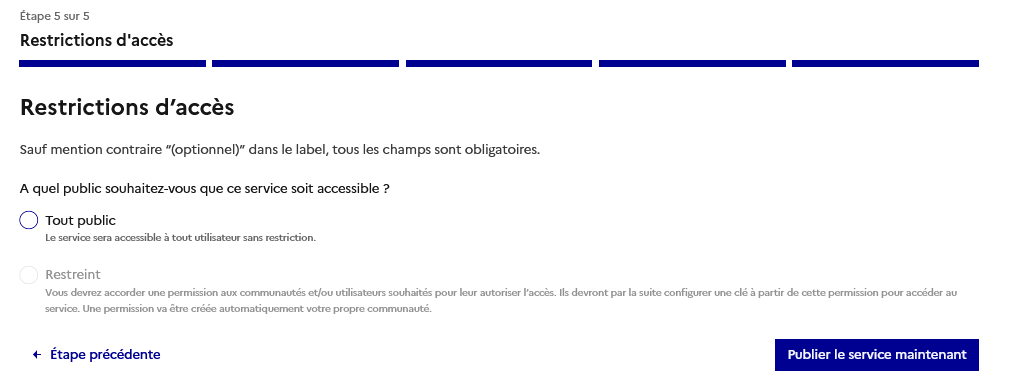 Étape 5 sur 5
Restrictions d'accès
Restrictions d’accès
Sauf mention contraire “(optionnel)” dans le label, tous les champs sont obligatoires.
A quel public souhaitez-vous que ce service soit accessible ?
Tout public
Le service sera accessible à tout utilisateur sans restriction.
Restreint
Vous devrez accorder une permission aux communautés et/ou utilisateurs souhaités pour leur autoriser l’accès. Ils devront par la suite configurer une clé à partir de cette permission pour accéder au
service. Une permission va être créée automatiquement votre propre communauté.
Étape précédente
Publier le service maintenant